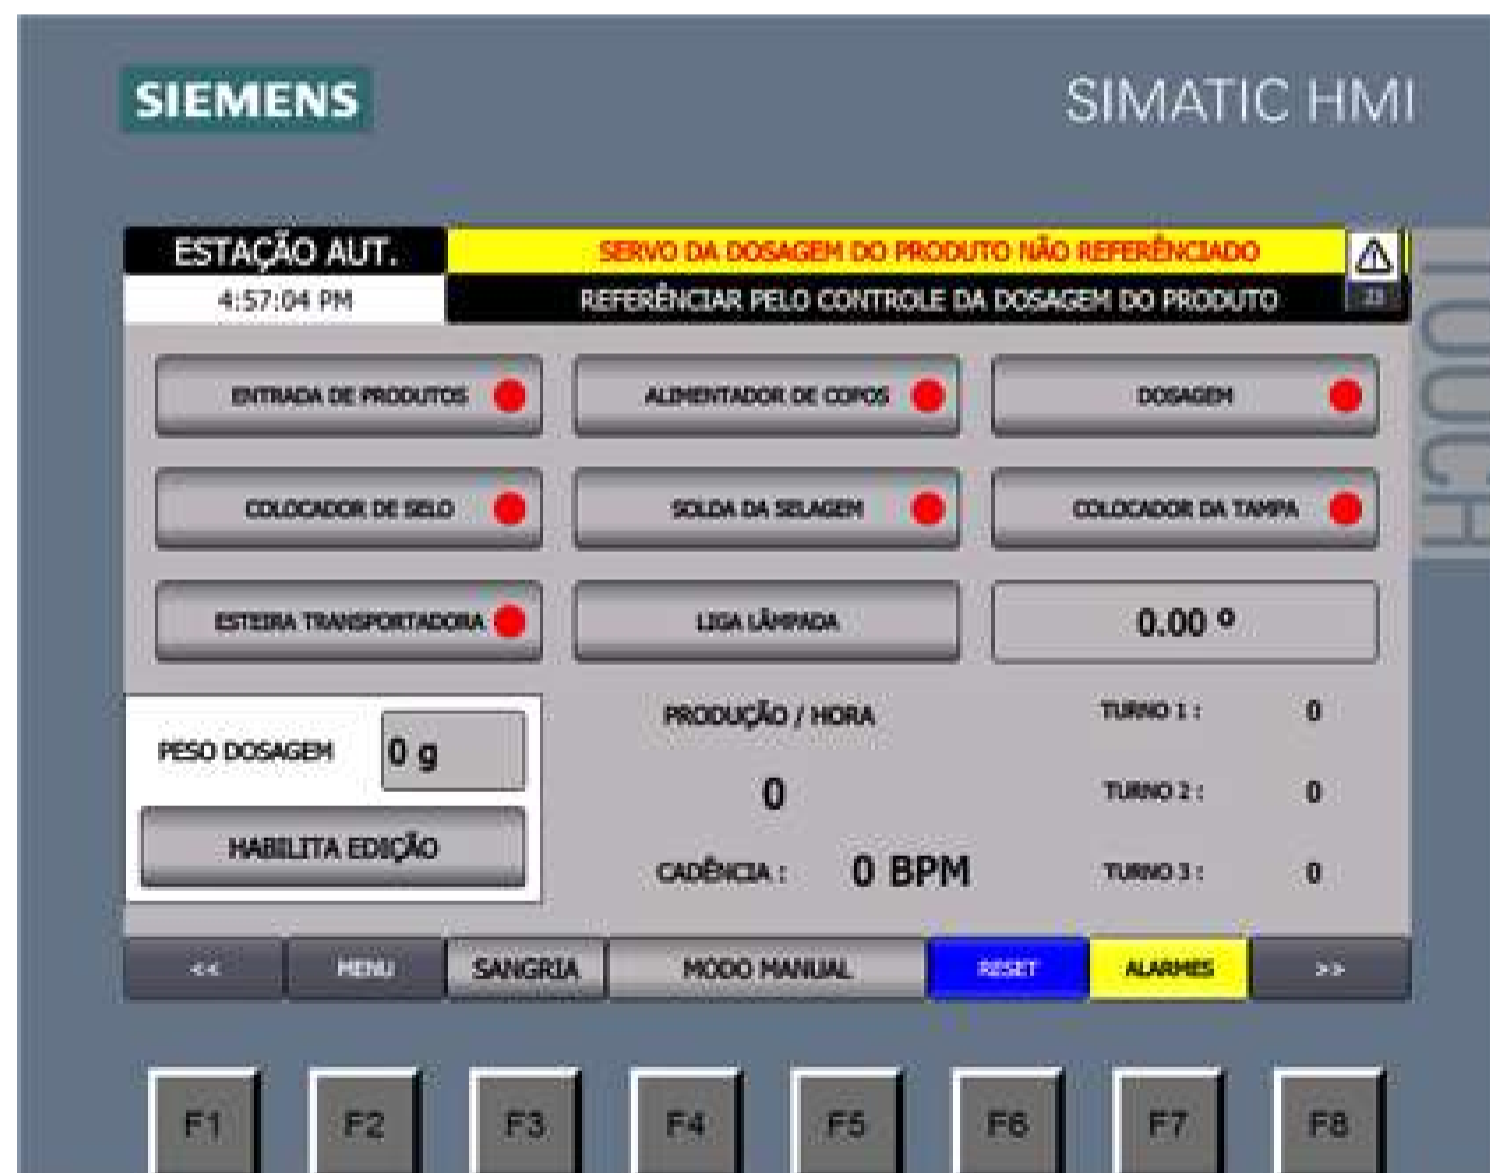 SIEMENS
SIMATIC HMI
TOUCH
ESTAÇÃO AUT.
SERVO DA DOSAGEM DO PRODUTO NÃO REFERÊNCIADO
4:57:04 PM
REFERÊNCIAR PELO CONTROLE DA DOSAGEM DO PRODUTO
ENTRADA DE PRODUTOS
ALIMENTADOR DE COPOS
DOSAGEM
COLOCADOR DE SELO
SOLDA DA SELAGEM
COLOCADOR DA TAMPA
ESTEIRA TRANSPORTADORA
LIGA LÂMPADA
0.00 º
PESO DOSAGEM
0 g
HABILITA EDIÇÃO
PRODUÇÃO / HORA
0
CADÊNCIA :
0 BPM
TURNO 1 : 0
TURNO 2 : 0
TURNO 3 : 0
<<
MENU
SANGRIA
MODO MANUAL
RESET
ALARMES
>>
F1
F2
F3
F4
F5
F6
F7
F8